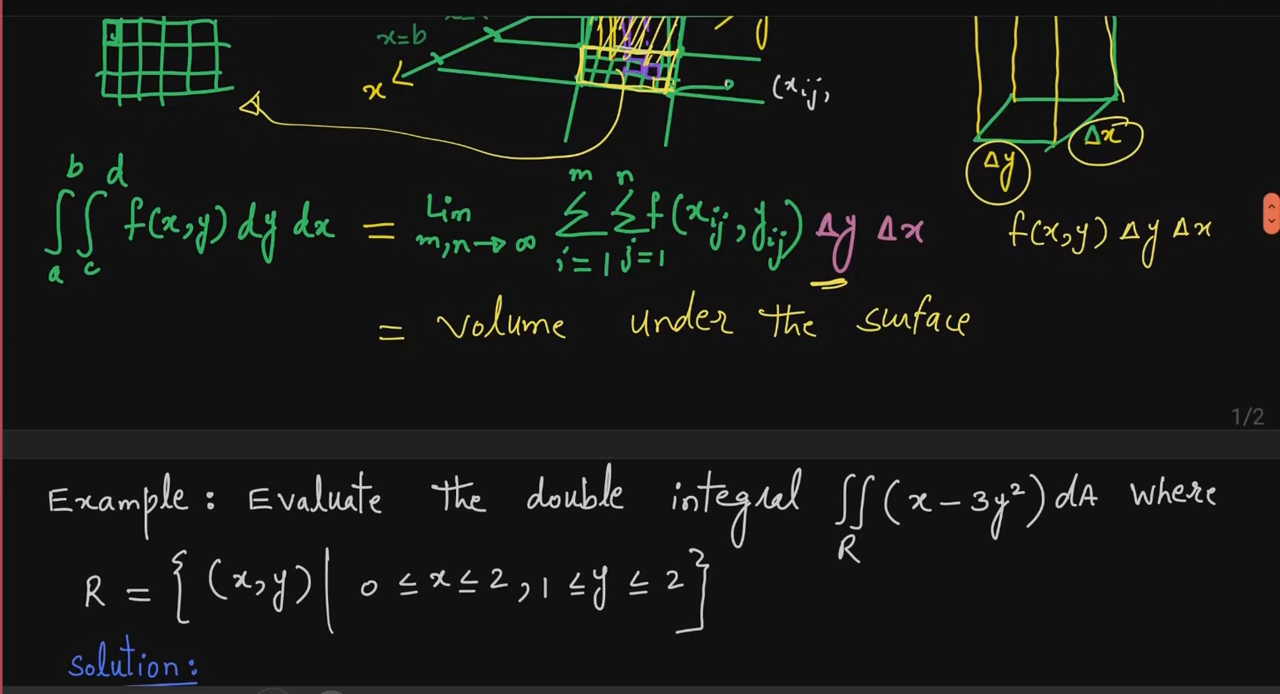 x=b
x
y
(x_ij,
Δy
Δx
∫_a^b ∫_c^d f(x,y) dy dx = Lim_{m,n→∞} Σ_{i=1}^m Σ_{j=1}^n f(x_ij, y_ij) Δy Δx
f(x,y) Δy Δx
= volume under the surface
1/2
Example: Evaluate the double integral ∬_R (x - 3y²) dA where
R = { (x,y) | 0 ≤ x ≤ 2, 1 ≤ y ≤ 2 }
Solution: